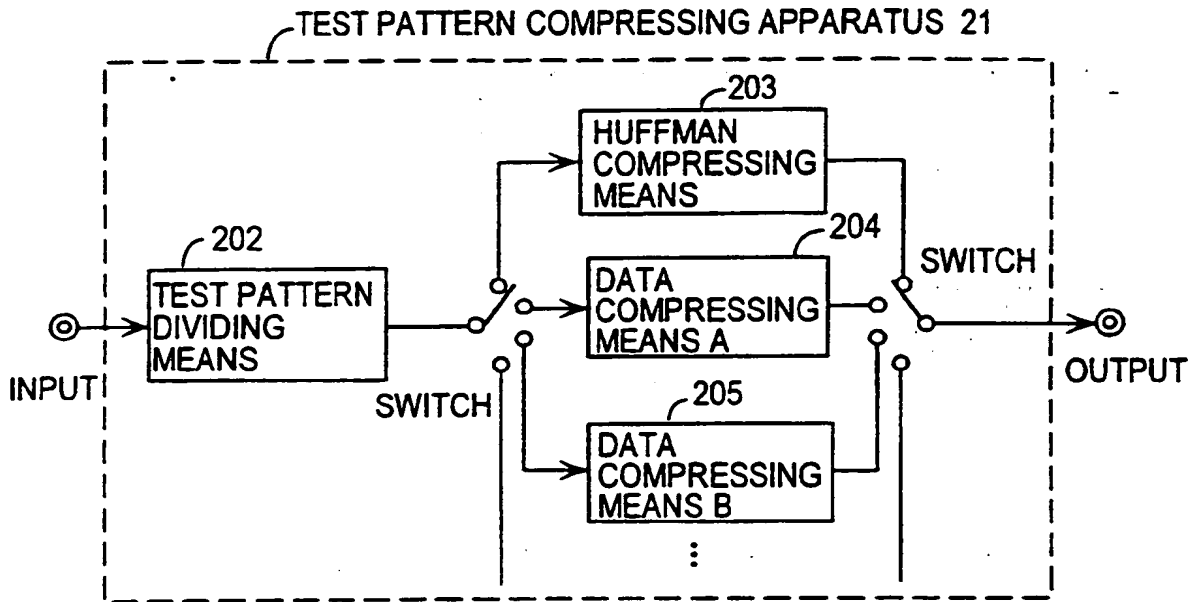 TEST PATTERN COMPRESSING APPARATUS 21
203
HUFFMAN
COMPRESSING
MEANS
202
TEST PATTERN
DIVIDING
MEANS
204
DATA
COMPRESSING
MEANS A
SWITCH
INPUT
SWITCH
OUTPUT
205
DATA
COMPRESSING
MEANS B